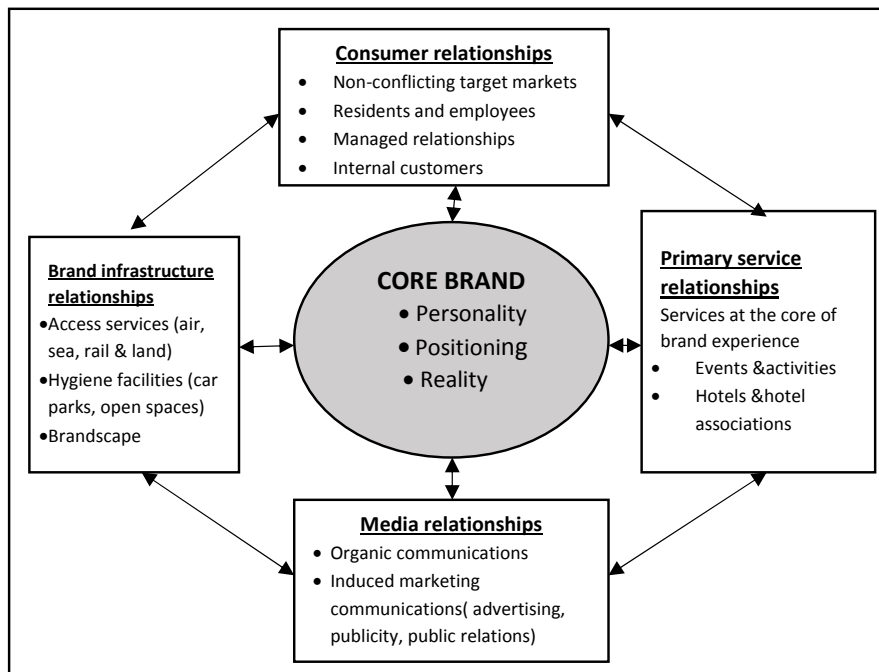 Consumer relationships
• Non-conflicting target markets
• Residents and employees
• Managed relationships
• Internal customers
Brand infrastructure
relationships
•Access services (air,
sea, rail & land)
•Hygiene facilities (car
parks, open spaces)
•Brandscape
CORE BRAND
• Personality
• Positioning
• Reality
Primary service
relationships
Services at the core of
brand experience
• Events &activities
• Hotels &hotel
associations
Media relationships
• Organic communications
• Induced marketing
communications( advertising,
publicity, public relations)